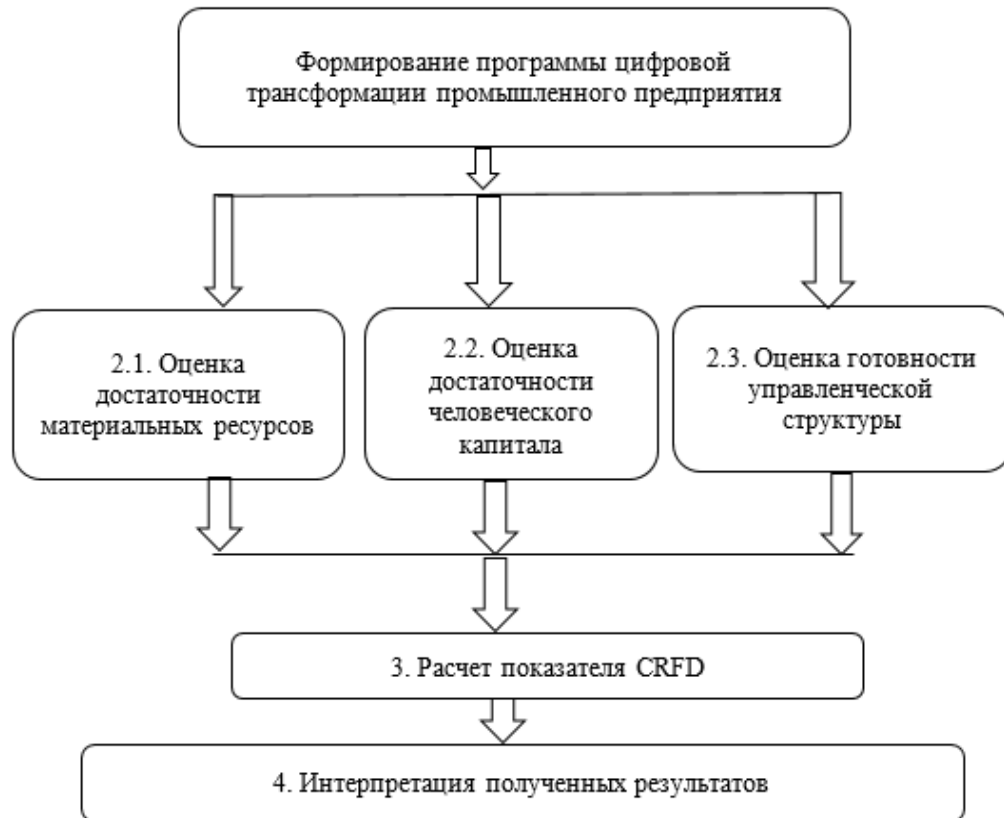 Формирование программы цифровой
трансформации промышленного предприятия
2.1. Оценка
достаточности
материальных ресурсов
2.2. Оценка
достаточности
человеческого
капитала
2.3. Оценка готовности
управленческой
структуры
3. Расчет показателя CRFD
4. Интерпретация полученных результатов